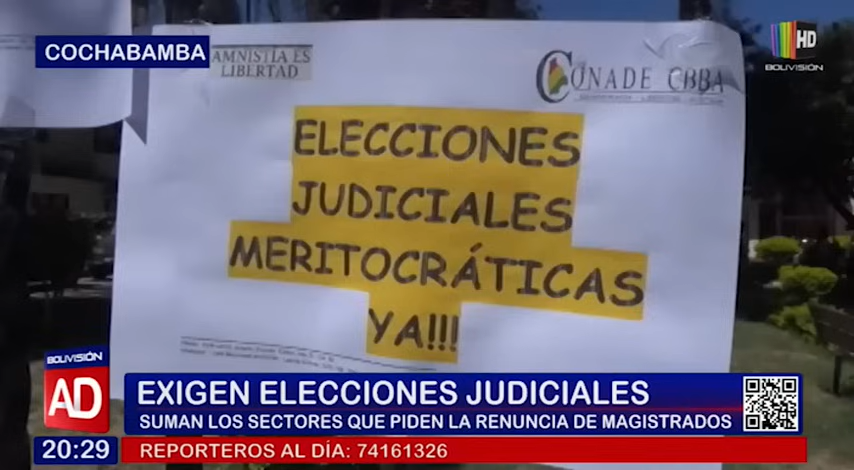 COCHABAMBA
AMNISTÍA ES
LIBERTAD
CONADE CBBA
HD
BOLIVISIÓN
ELECCIONES
JUDICIALES
MERITOCRÁTICAS
YA!!!
BOLIVISIÓN
AD
EXIGEN ELECCIONES JUDICIALES
SUMAN LOS SECTORES QUE PIDEN LA RENUNCIA DE MAGISTRADOS
20:29
REPORTEROS AL DÍA: 74161326